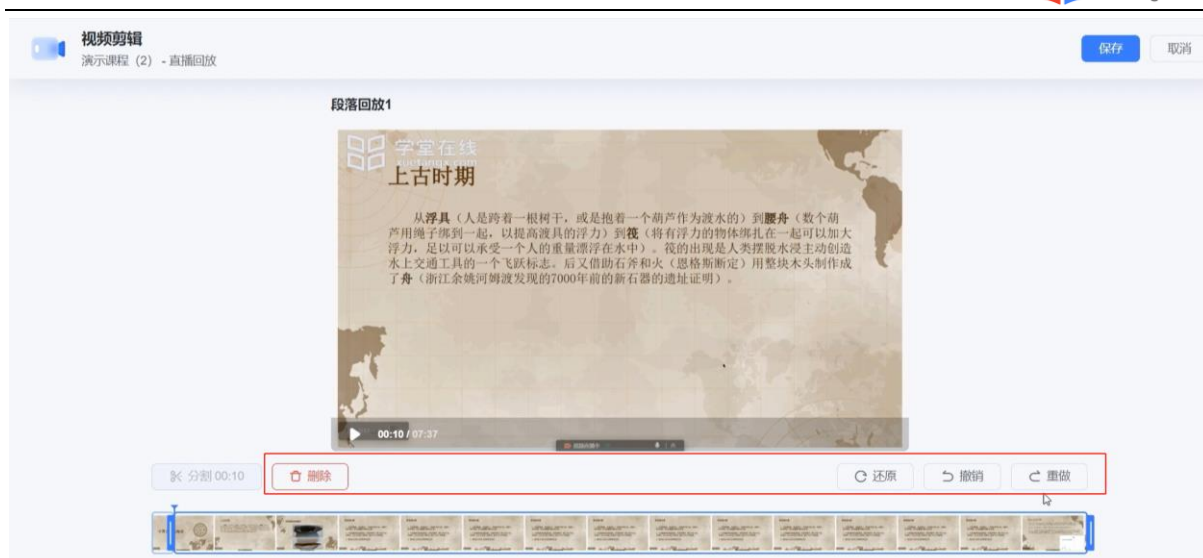 视频剪辑
演示课程（2） - 直播回放
保存
取消
段落回放1
学堂在线
xuetangx.com
上古时期
从浮具（人是跨着一根树干，或是抱着一个葫芦作为渡水的）到腰舟（数个葫
芦用绳子绑到一起，以提高渡具的浮力）到筏（将有浮力的物体绑扎在一起可以加大
浮力，足以可以承受一个人的重量漂浮在水中）。筏的出现是人类摆脱水浸主动创造
水上交通工具的一个飞跃标志。后又借助石斧和火（恩格斯断定）用整块木头制作成
了舟（浙江余姚河姆渡发现的7000年前的新石器的遗址证明）。
00:10 / 07:37
分割 00:10
删除
还原
撤销
重做